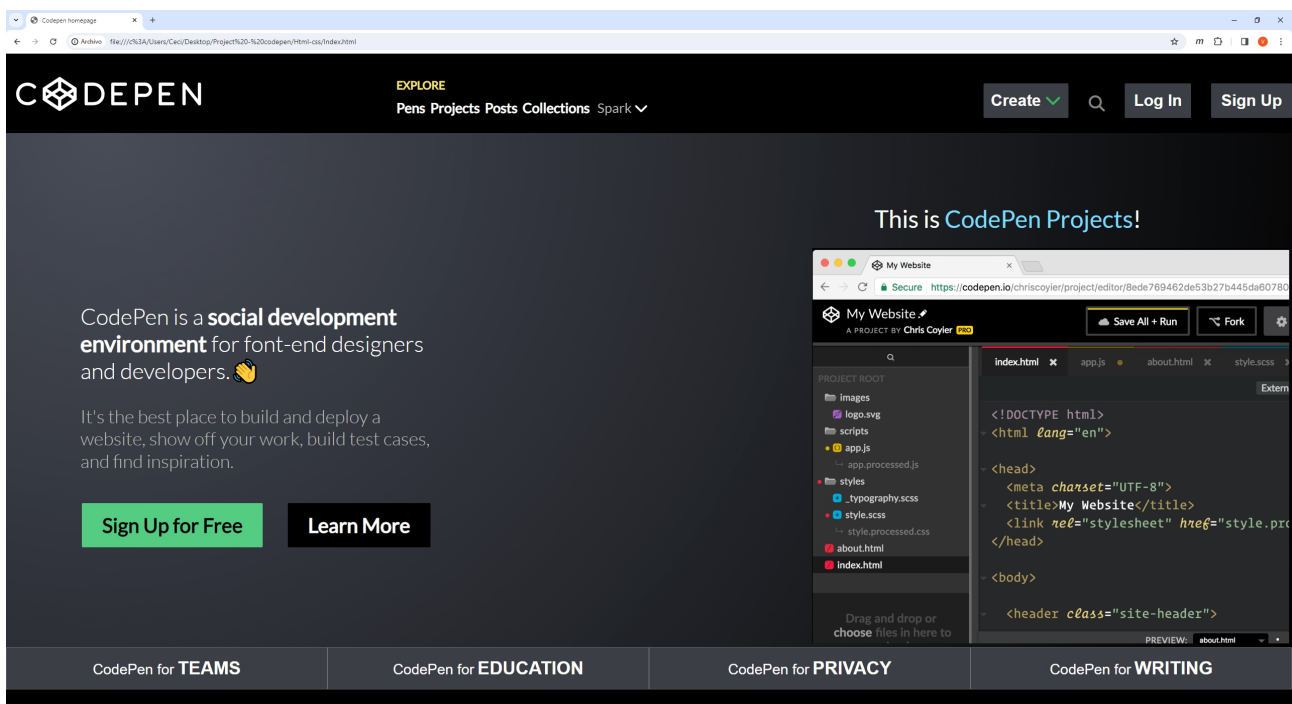 Codepen homepage
Archivo file:///c%3A/Users/Ceci/Desktop/Project%20-%20codepen/Html-css/Index.html
CODEPEN
EXPLORE
Pens Projects Posts Collections Spark
Create
Log In
Sign Up
This is CodePen Projects!
CodePen is a social development
environment for font-end designers
and developers.
It's the best place to build and deploy a
website, show off your work, build test cases,
and find inspiration.
Sign Up for Free
Learn More
My Website
Secure https://codepen.io/chriscoyier/project/editor/8ede769462de53b27b445da60780
My Website
A PROJECT BY Chris Coyier PRO
Save All + Run
Fork
PROJECT ROOT
images
logo.svg
scripts
app.js
app.processed.js
styles
_typography.scss
style.scss
style.processed.css
about.html
index.html
Drag and drop or
choose files in here to
index.html app.js about.html style.scss
Extern
<!DOCTYPE html>
<html lang="en">
<head>
<meta charset="UTF-8">
<title>My Website</title>
<link rel="stylesheet" href="style.pro
</head>
<body>
<header class="site-header">
PREVIEW: about.html
CodePen for TEAMS
CodePen for EDUCATION
CodePen for PRIVACY
CodePen for WRITING